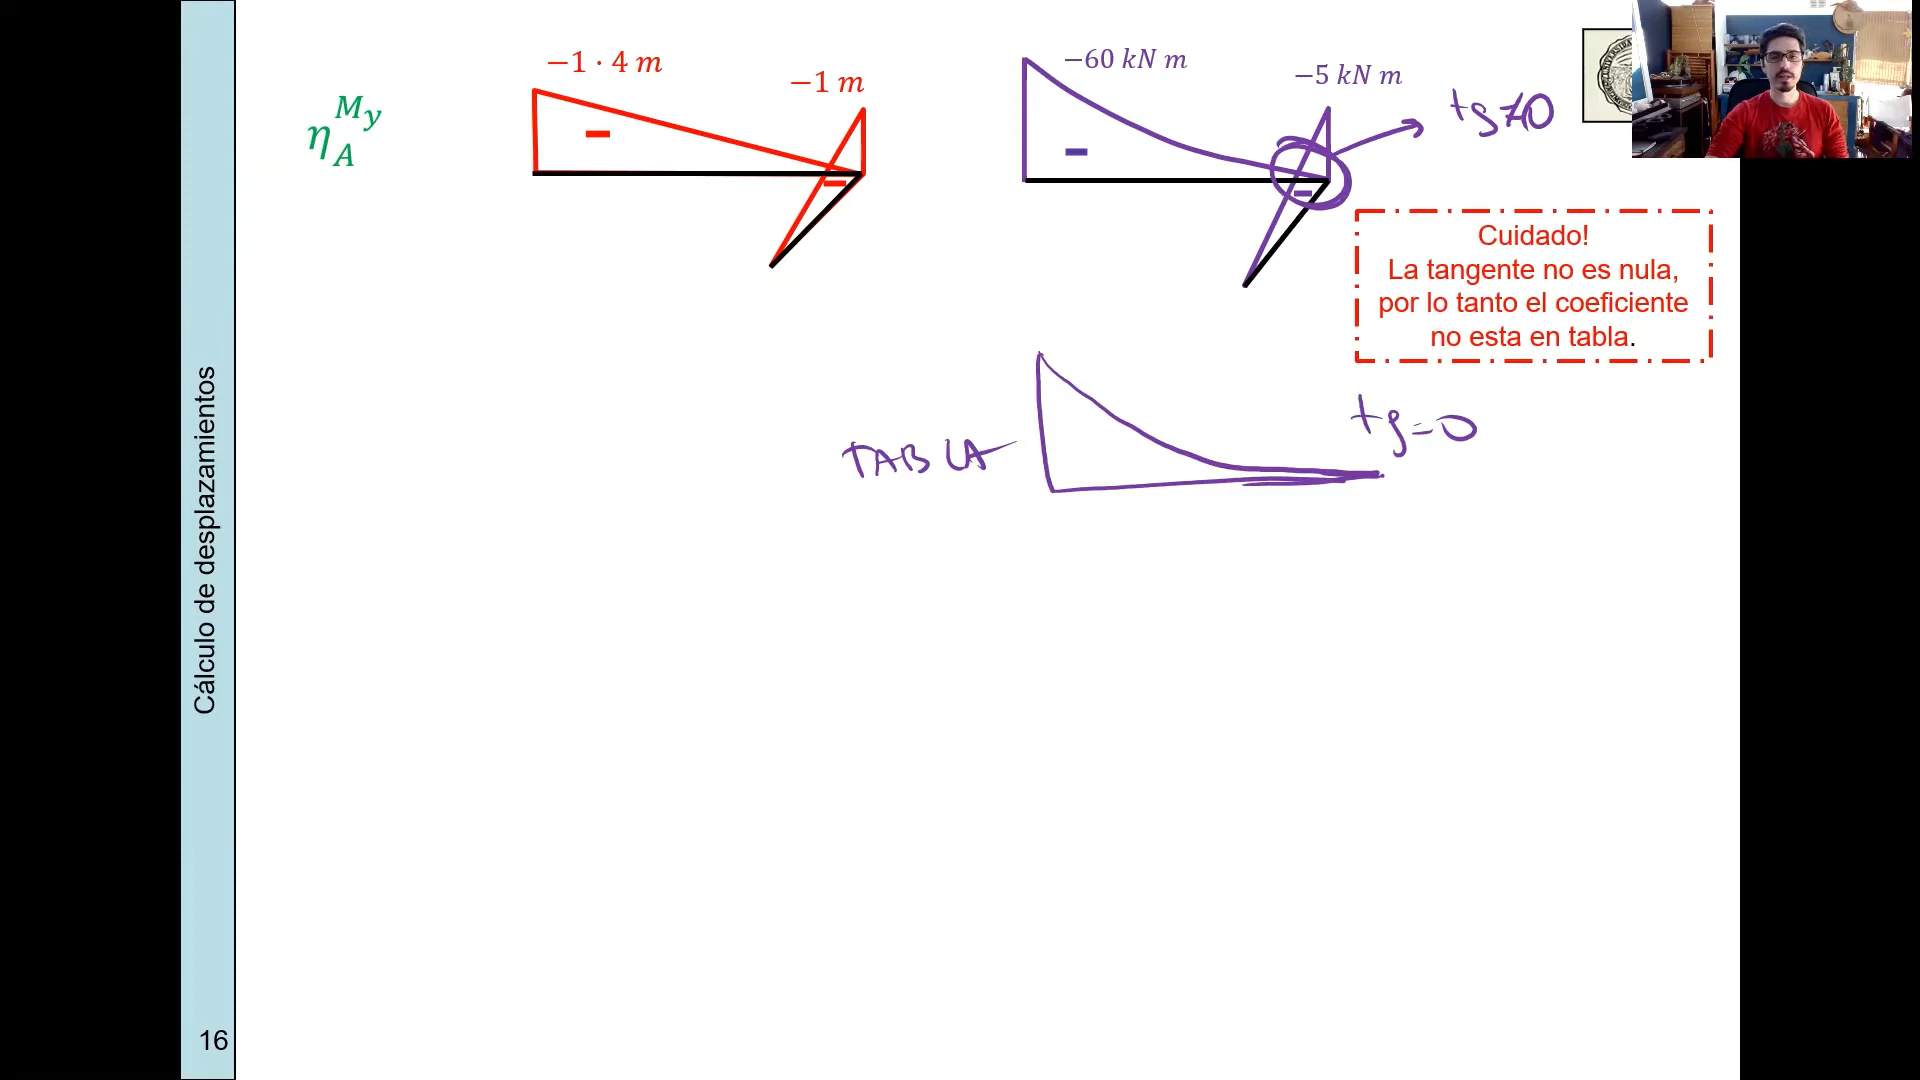 −1 · 4 m
−1 m
−60 kN m
−5 kN m
tg≠0
η_A^{My}
Cuidado!
La tangente no es nula,
por lo tanto el coeficiente
no esta en tabla.
TABLA
tg=0
Cálculo de desplazamientos
16